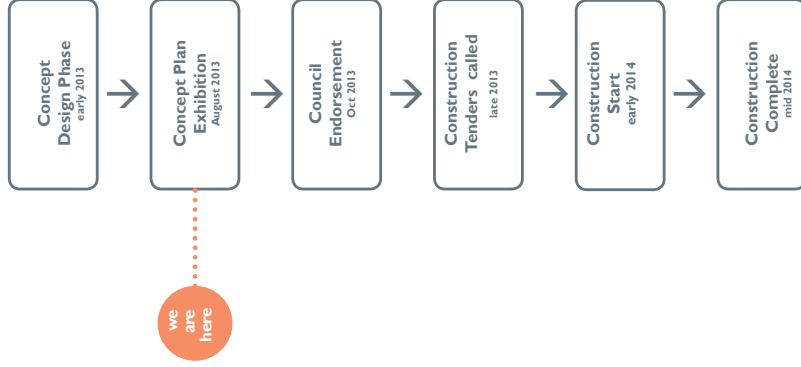 Concept
Design Phase
early 2013
Concept Plan
Exhibition
August 2013
Council
Endorsement
Oct 2013
Construction
Tenders called
late 2013
Construction
Start
early 2014
Construction
Complete
mid 2014
we
are
here